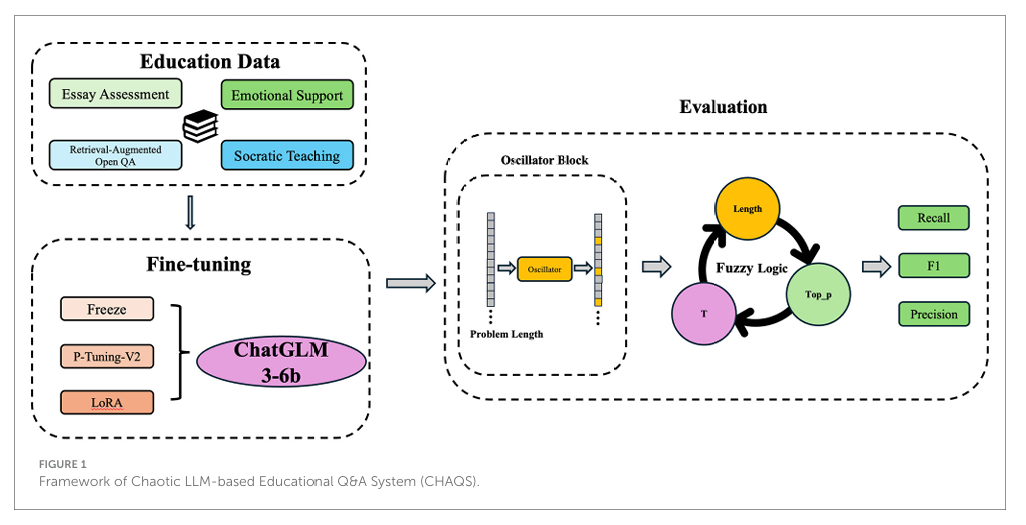 Education Data
Essay Assessment
Emotional Support
Retrieval-Augmented
Open QA
Socratic Teaching
Fine-tuning
Freeze
P-Tuning-V2
LoRA
ChatGLM
3-6b
Evaluation
Oscillator Block
Oscillator
Problem Length
Length
Fuzzy Logic
Top_p
T
Recall
F1
Precision
FIGURE 1
Framework of Chaotic LLM-based Educational Q&A System (CHAQS).